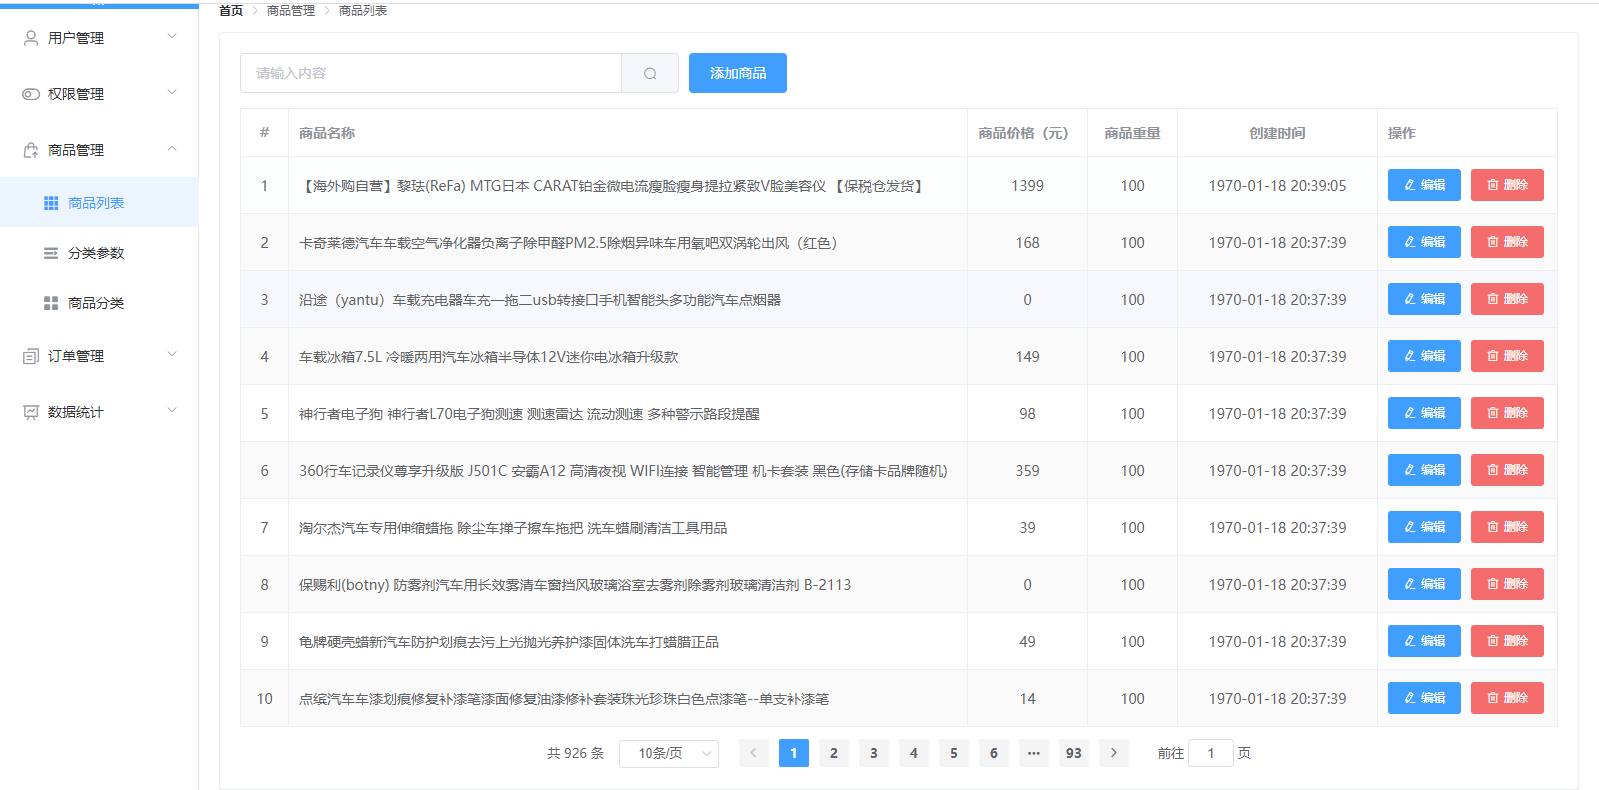 首页 > 商品管理 > 商品列表
用户管理
权限管理
商品管理
商品列表
分类参数
商品分类
订单管理
数据统计
请输入内容 添加商品
# 商品名称 商品价格（元） 商品重量 创建时间 操作
1 【海外购自营】黎珐(ReFa) MTG日本 CARAT铂金微电流瘦脸瘦身提拉紧致V脸美容仪 【保税仓发货】 1399 100 1970-01-18 20:39:05 编辑 删除
2 卡奇莱德汽车车载空气净化器负离子除甲醛PM2.5除烟异味车用氧吧双涡轮出风（红色） 168 100 1970-01-18 20:37:39 编辑 删除
3 沿途（yantu）车载充电器车充一拖二usb转接口手机智能头多功能汽车点烟器 0 100 1970-01-18 20:37:39 编辑 删除
4 车载冰箱7.5L 冷暖两用汽车冰箱半导体12V迷你电冰箱升级款 149 100 1970-01-18 20:37:39 编辑 删除
5 神行者电子狗 神行者L70电子狗测速 测速雷达 流动测速 多种警示路段提醒 98 100 1970-01-18 20:37:39 编辑 删除
6 360行车记录仪尊享升级版 J501C 安霸A12 高清夜视 WIFI连接 智能管理 机卡套装 黑色(存储卡品牌随机) 359 100 1970-01-18 20:37:39 编辑 删除
7 淘尔杰汽车专用伸缩蜡拖 除尘车掸子擦车拖把 洗车蜡刷清洁工具用品 39 100 1970-01-18 20:37:39 编辑 删除
8 保赐利(botny) 防雾剂汽车用长效雾清车窗挡风玻璃浴室去雾剂除雾剂玻璃清洁剂 B-2113 0 100 1970-01-18 20:37:39 编辑 删除
9 龟牌硬壳蜡新汽车防护划痕去污上光抛光养护漆固体洗车打蜡腊正品 49 100 1970-01-18 20:37:39 编辑 删除
10 点缤汽车车漆划痕修复补漆笔漆面修复油漆修补套装珠光珍珠白色点漆笔--单支补漆笔 14 100 1970-01-18 20:37:39 编辑 删除
共 926 条 10条/页 < 1 2 3 4 5 6 ··· 93 > 前往 1 页